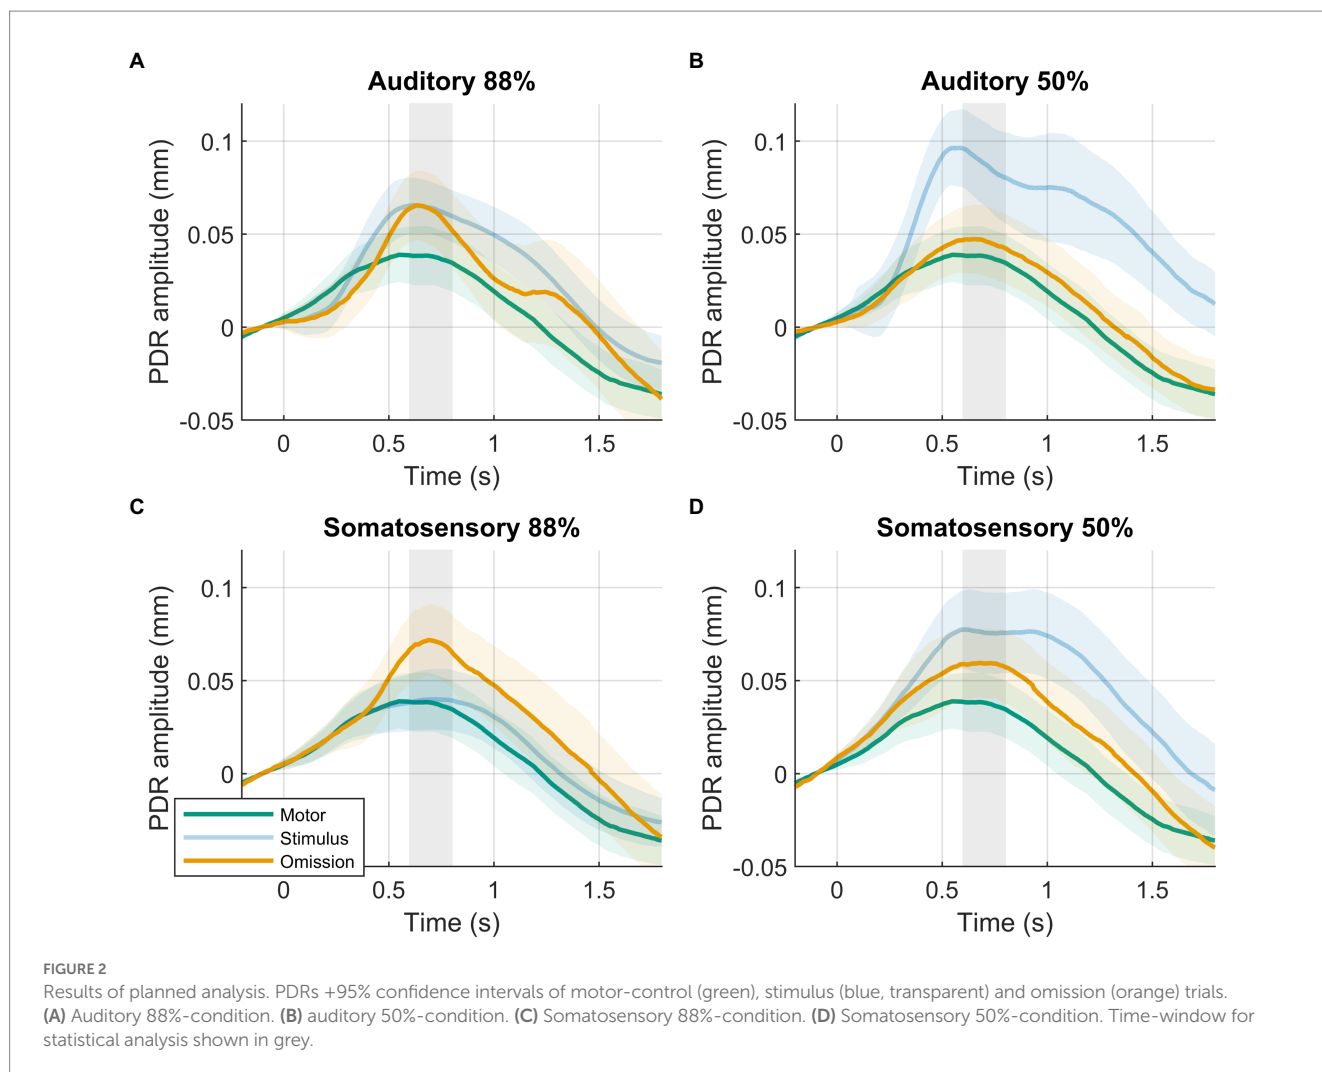 A
Auditory 88%
PDR amplitude (mm)
0.1
0.05
0
-0.05
0
0.5
1
1.5
Time (s)
B
Auditory 50%
PDR amplitude (mm)
0.1
0.05
0
-0.05
0
0.5
1
1.5
Time (s)
C
Somatosensory 88%
PDR amplitude (mm)
0.1
0.05
0
Motor
Stimulus
Omission
0
0.5
1
1.5
Time (s)
D
Somatosensory 50%
PDR amplitude (mm)
0.1
0.05
0
-0.05
0
0.5
1
1.5
Time (s)
FIGURE 2
Results of planned analysis. PDRs +95% confidence intervals of motor-control (green), stimulus (blue, transparent) and omission (orange) trials.
(A) Auditory 88%-condition. (B) auditory 50%-condition. (C) Somatosensory 88%-condition. (D) Somatosensory 50%-condition. Time-window for
statistical analysis shown in grey.